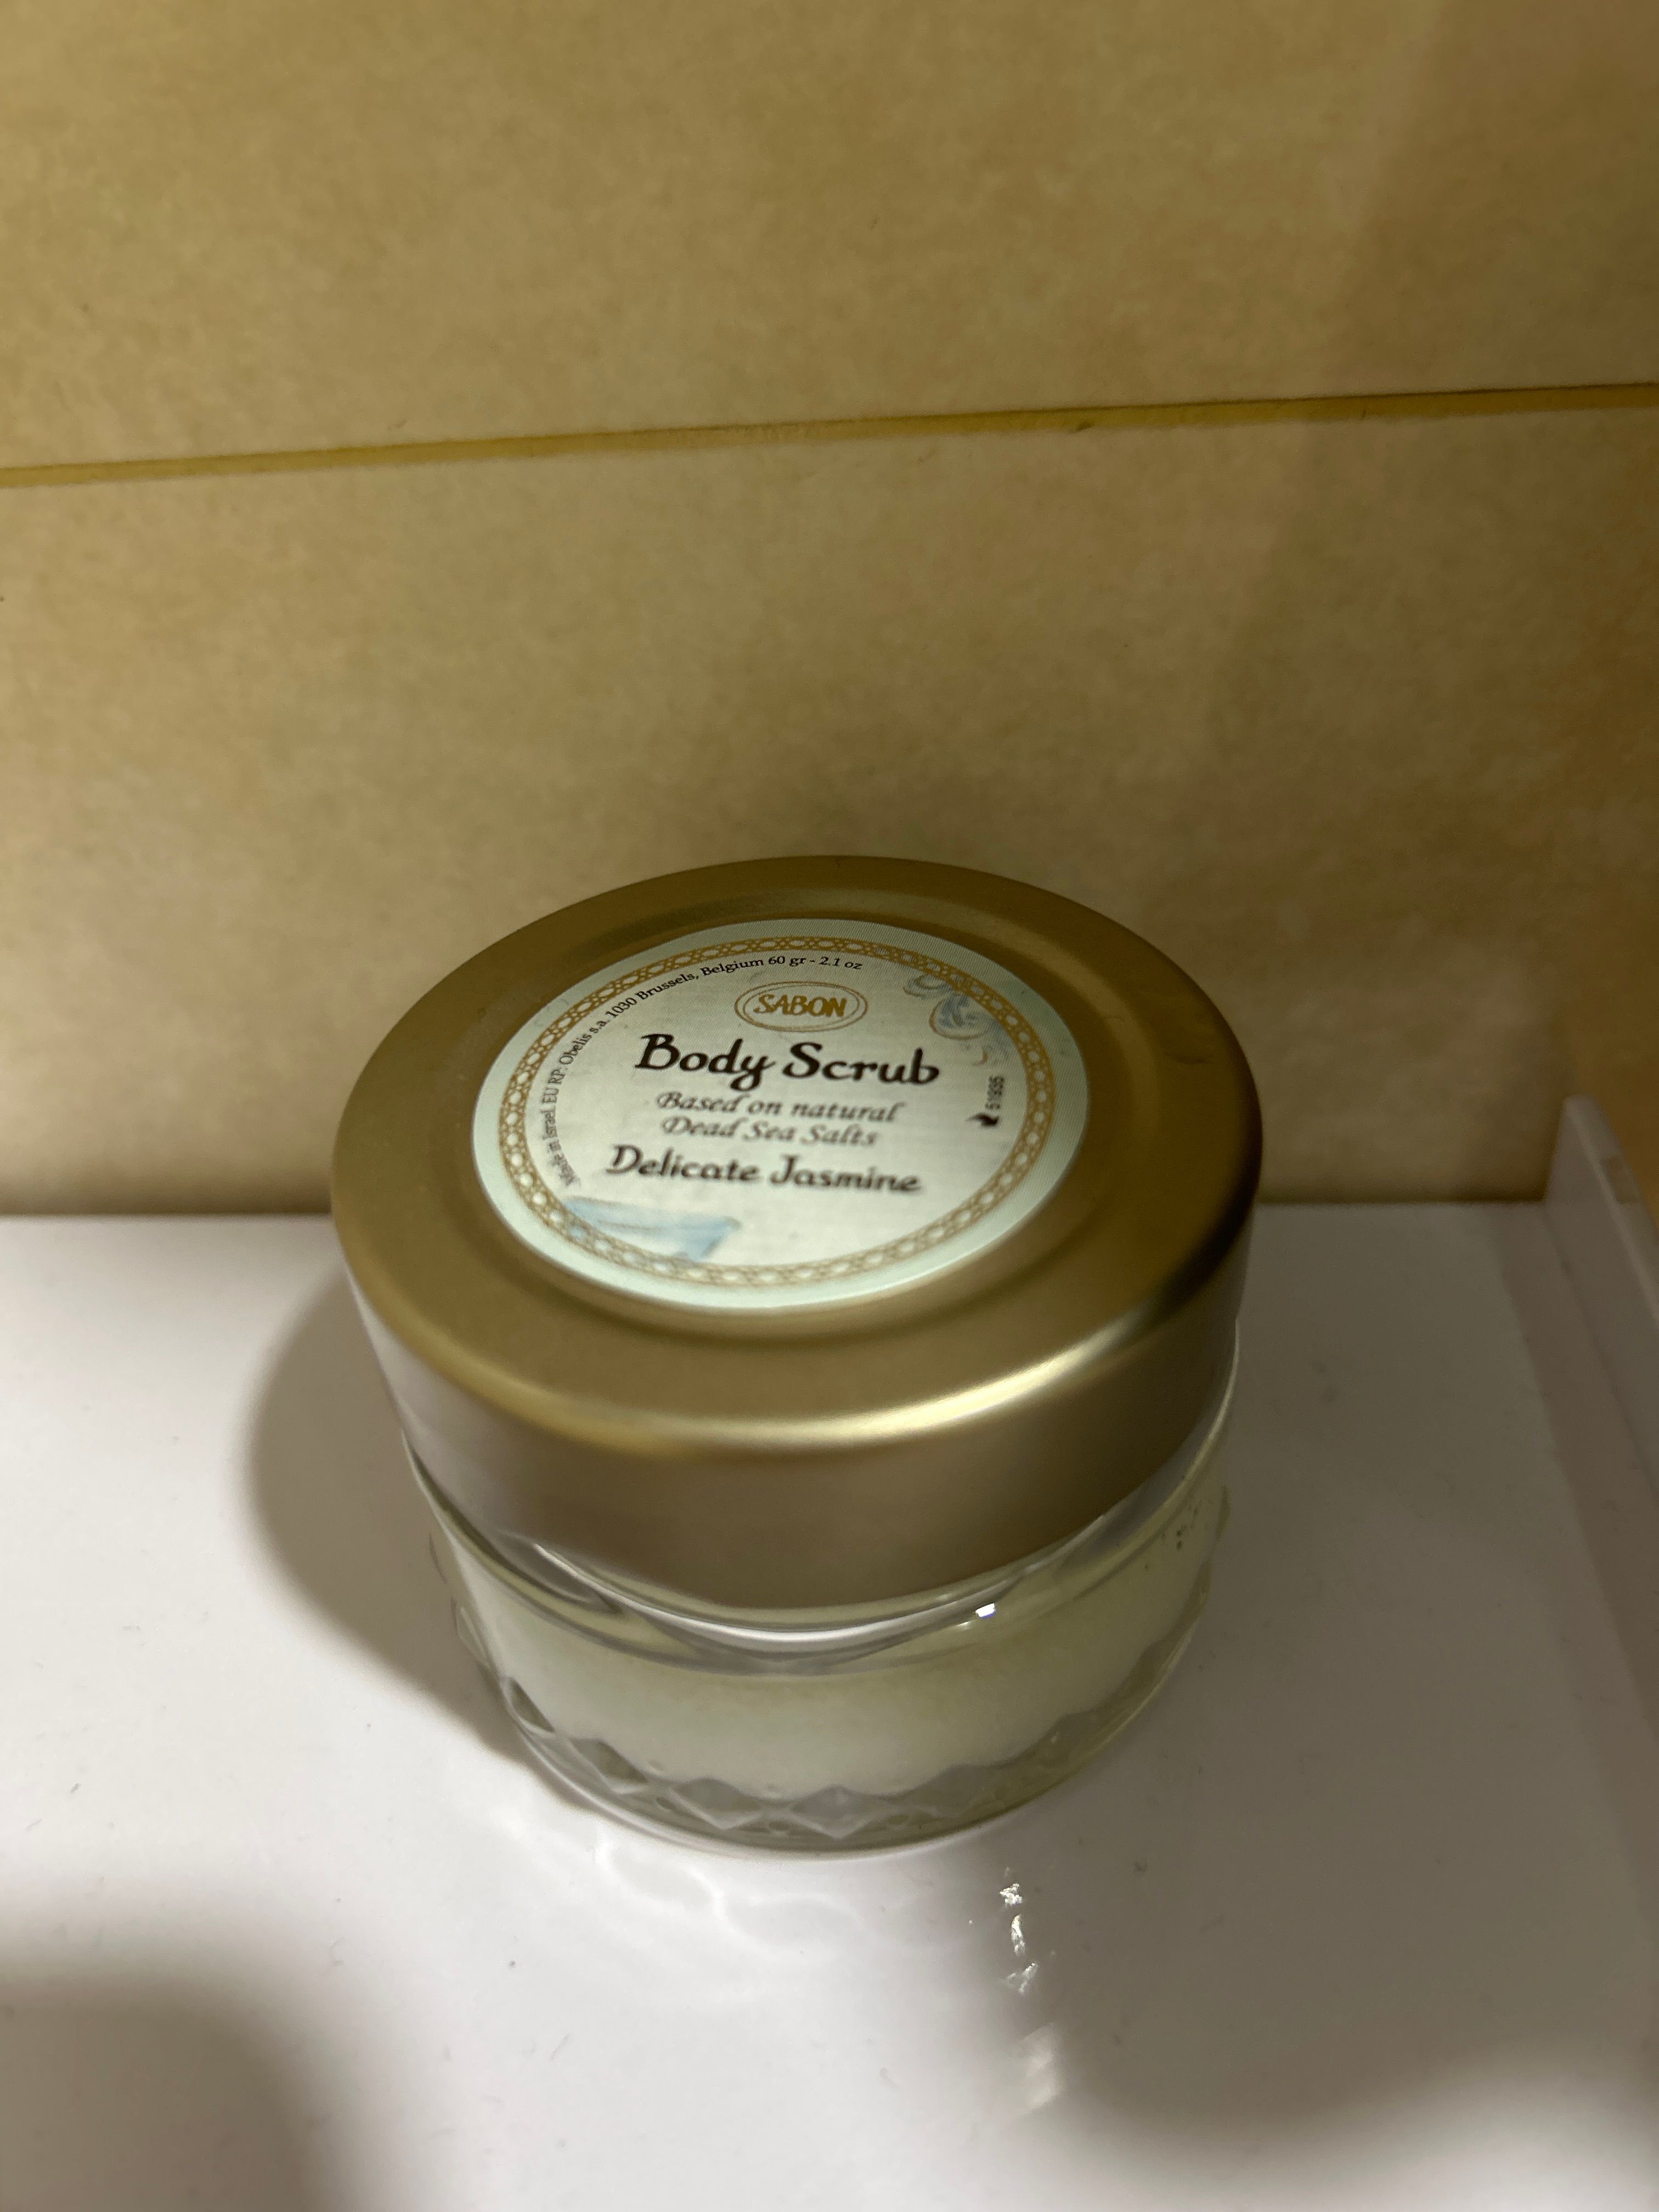 Made in Israel EU RP: Obelis s.a. 1030 Brussels, Belgium 60 gr - 2.1 oz
SABON
Body Scrub
Based on natural
Dead Sea Salts
Delicate Jasmine
51935